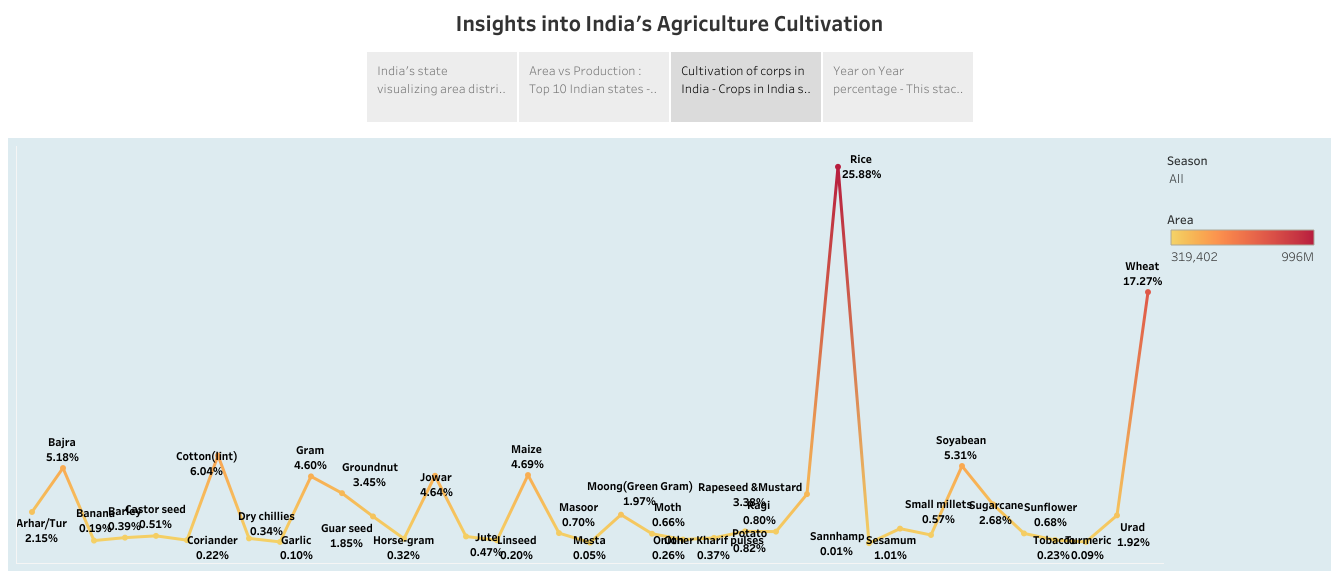 Insights into India's Agriculture Cultivation
India's state
visualizing area distri..
Area vs Production :
Top 10 Indian states -..
Cultivation of corps in
India - Crops in India s..
Year on Year
percentage - This stac..
Season
All
Area
319,402 996M
Rice
25.88%
Wheat
17.27%
Bajra
5.18%
Arhar/Tur
2.15%
Banana
0.19%
Barley
0.39%
Castor seed
0.51%
Cotton(lint)
6.04%
Coriander
0.22%
Dry chillies
0.34%
Garlic
0.10%
Gram
4.60%
Groundnut
3.45%
Guar seed
1.85%
Horse-gram
0.32%
Jowar
4.64%
Jute
0.47%
Linseed
0.20%
Maize
4.69%
Masoor
0.70%
Mesta
0.05%
Moong(Green Gram)
1.97%
Moth
0.66%
0.26%
Other Kharif pulses
0.37%
Potato
0.82%
Ragi
0.80%
Rapeseed &Mustard
3.38%
Sannhamp
0.01%
Sesamum
1.01%
Small millets
0.57%
Soyabean
5.31%
Sugarcane
2.68%
Sunflower
0.68%
Tobacco
0.23%
Turmeric
0.09%
Urad
1.92%